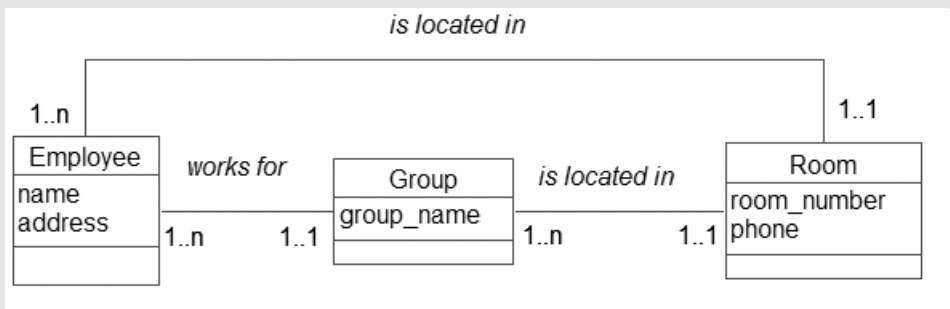 is located in
1..n
1..1
Employee
name
address
works for
1..n
1..1
Group
group_name
is located in
1..n
1..1
Room
room_number
phone